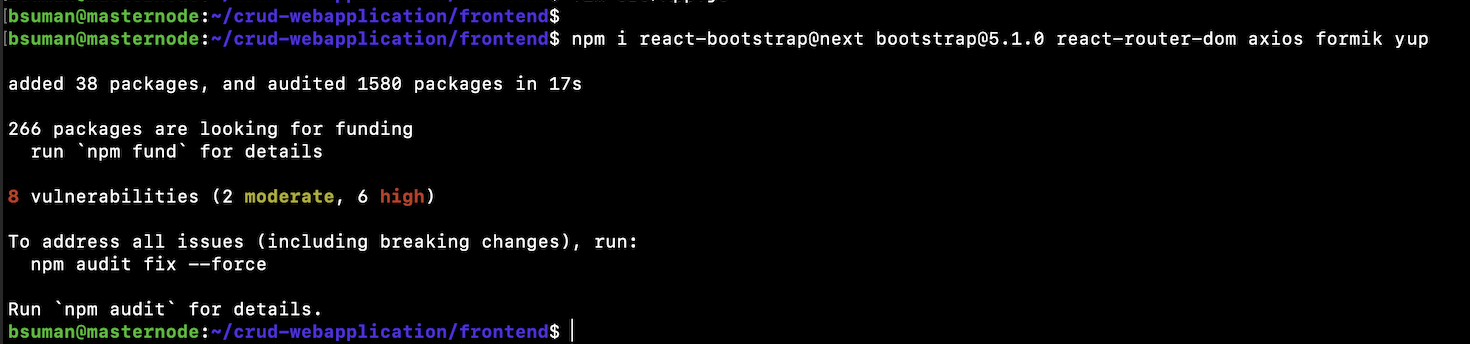 [bsuman@masternode:~/crud-webapplication/frontend$
[bsuman@masternode:~/crud-webapplication/frontend$ npm i react-bootstrap@next bootstrap@5.1.0 react-router-dom axios formik yup
added 38 packages, and audited 1580 packages in 17s
266 packages are looking for funding
  run `npm fund` for details
8 vulnerabilities (2 moderate, 6 high)
To address all issues (including breaking changes), run:
  npm audit fix --force
Run `npm audit` for details.
bsuman@masternode:~/crud-webapplication/frontend$